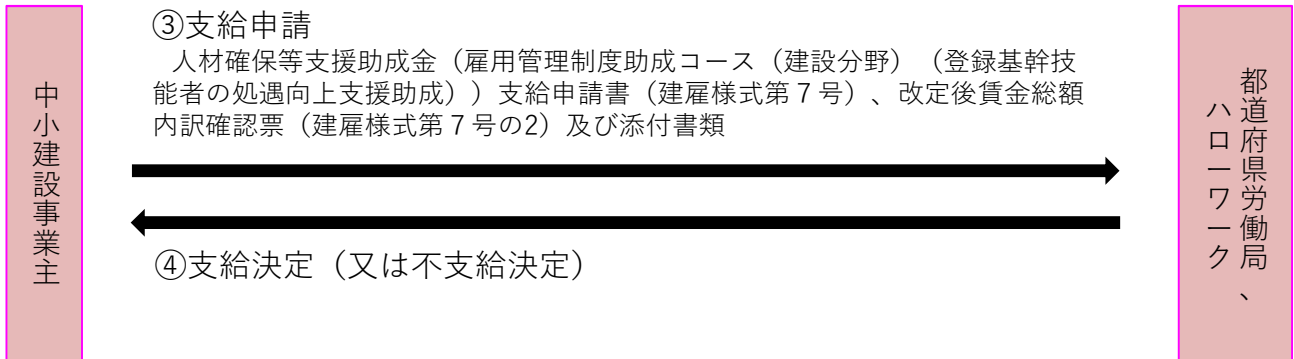 中小建設事業主
③支給申請
人材確保等支援助成金（雇用管理制度助成コース（建設分野）（登録基幹技
能者の処遇向上支援助成））支給申請書（建雇様式第７号）、改定後賃金総額
内訳確認票（建雇様式第７号の2）及び添付書類
④支給決定（又は不支給決定）
都道府県労働局、
ハローワーク